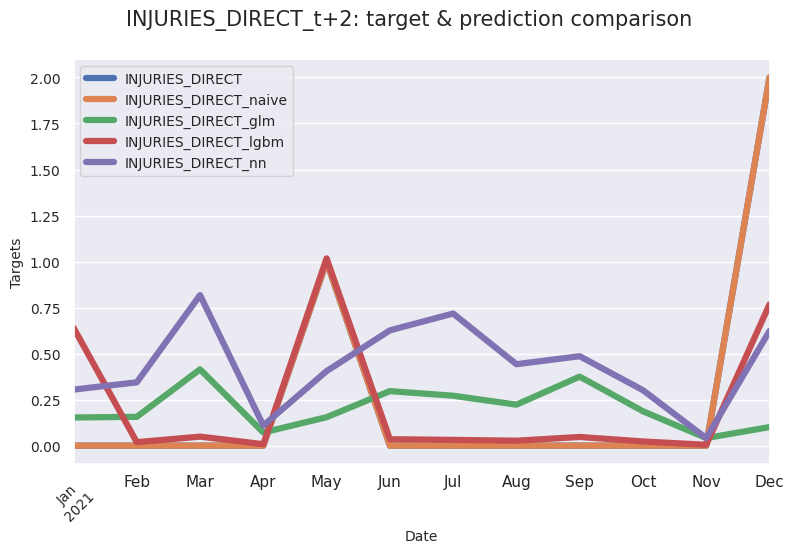 INJURIES_DIRECT_t+2: target & prediction comparison
INJURIES_DIRECT
INJURIES_DIRECT_naive
INJURIES_DIRECT_glm
INJURIES_DIRECT_lgbm
INJURIES_DIRECT_nn
Targets
2.00
1.75
1.50
1.25
1.00
0.75
0.50
0.25
0.00
Jan
2021
Feb
Mar
Apr
May
Jun
Jul
Aug
Sep
Oct
Nov
Dec
Date